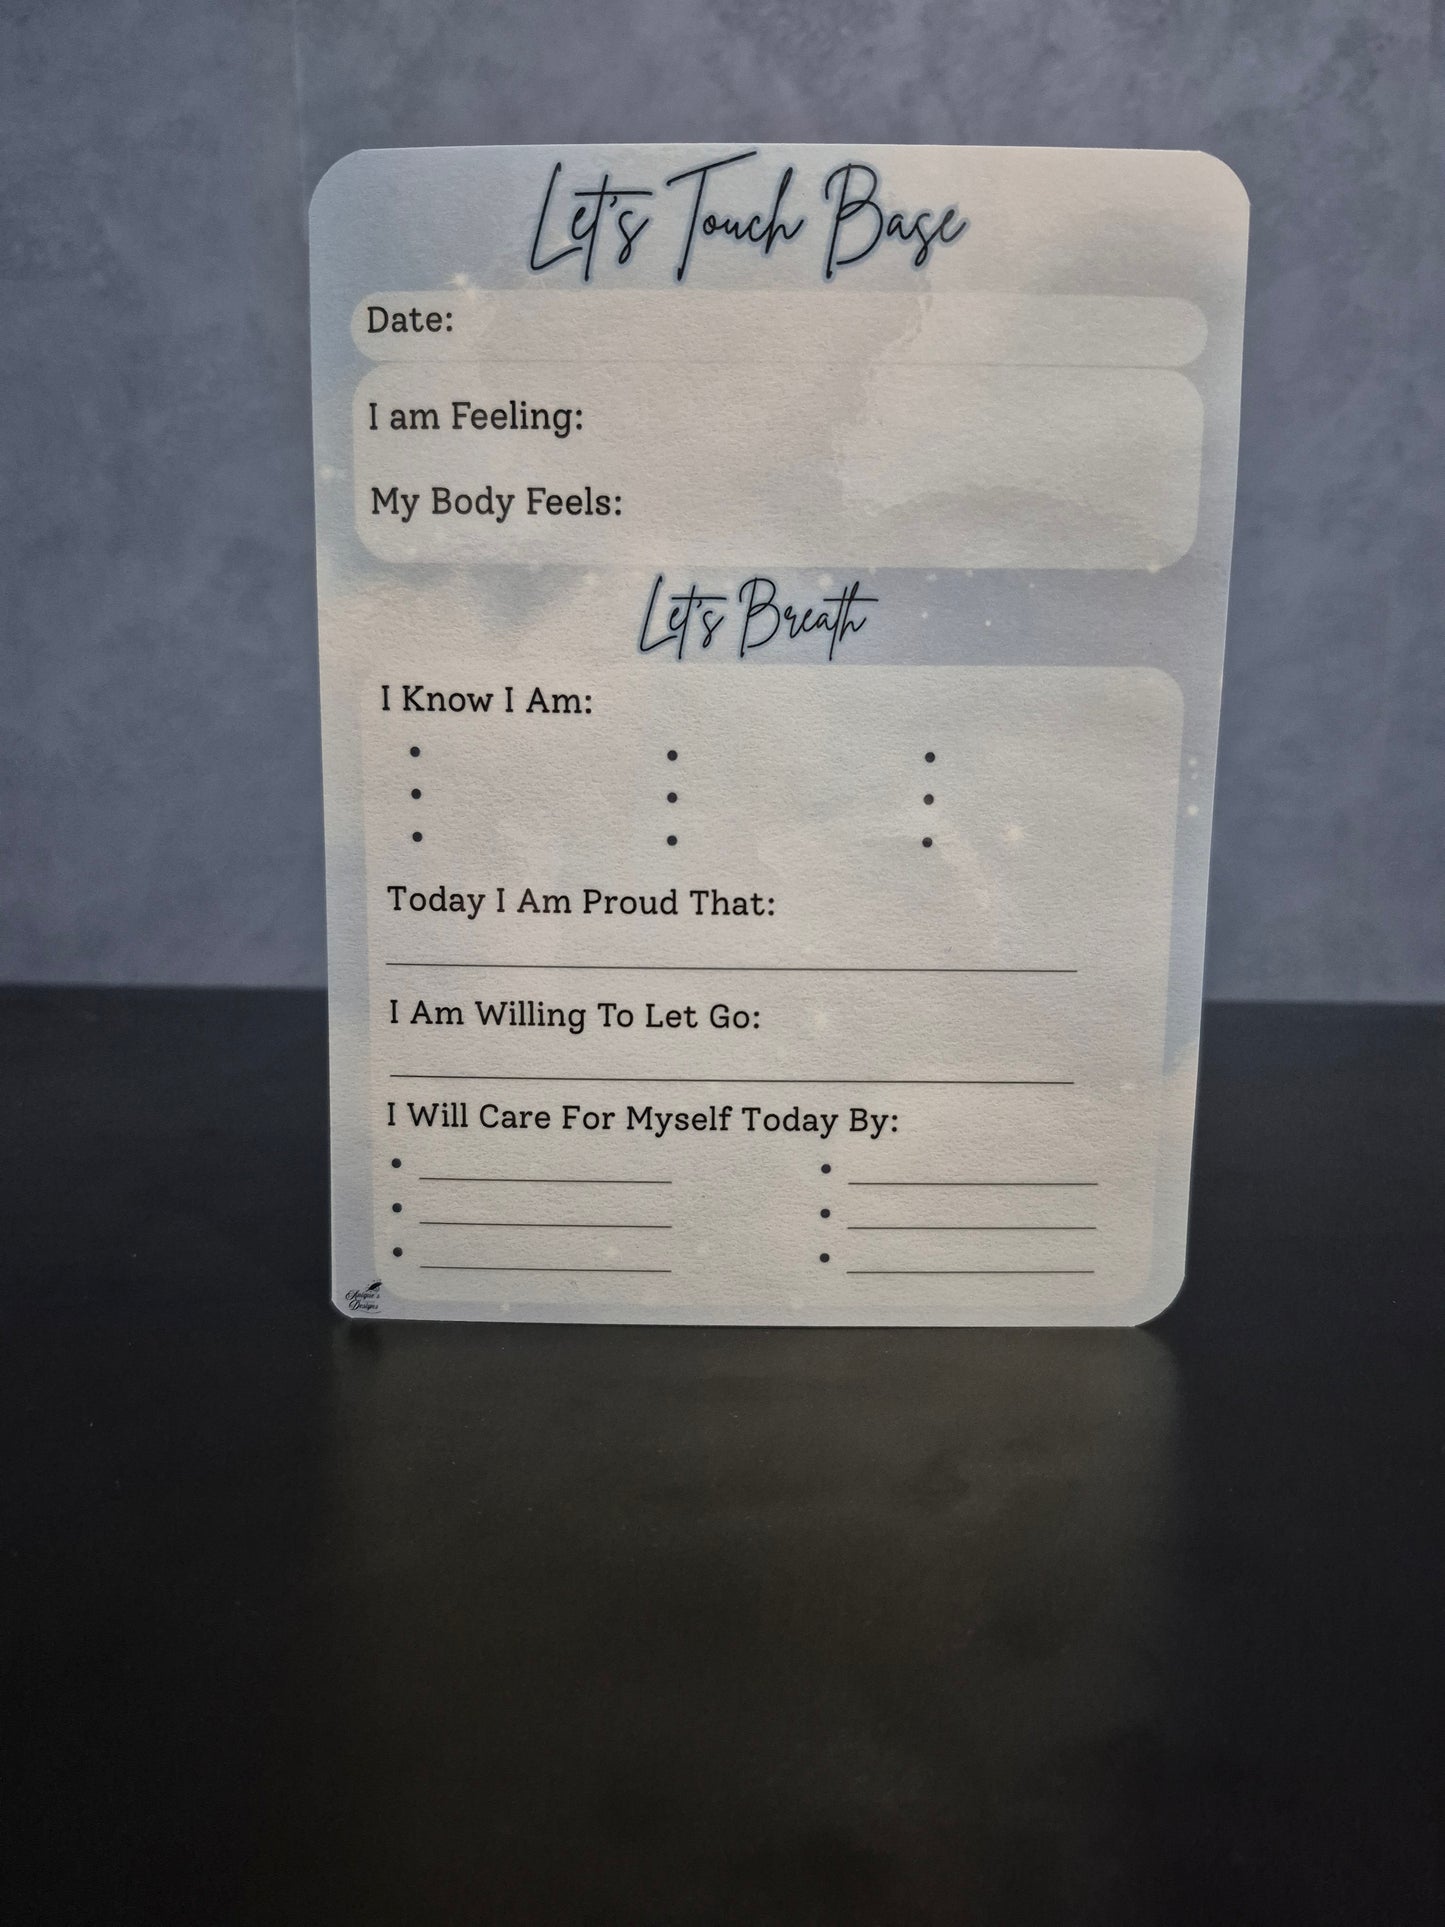 Let's Touch Base
Date:
I am Feeling:
My Body Feels:
Let's Breath
I Know I Am:
Today I Am Proud That:
I Am Willing To Let Go:
I Will Care For Myself Today By:
Designs